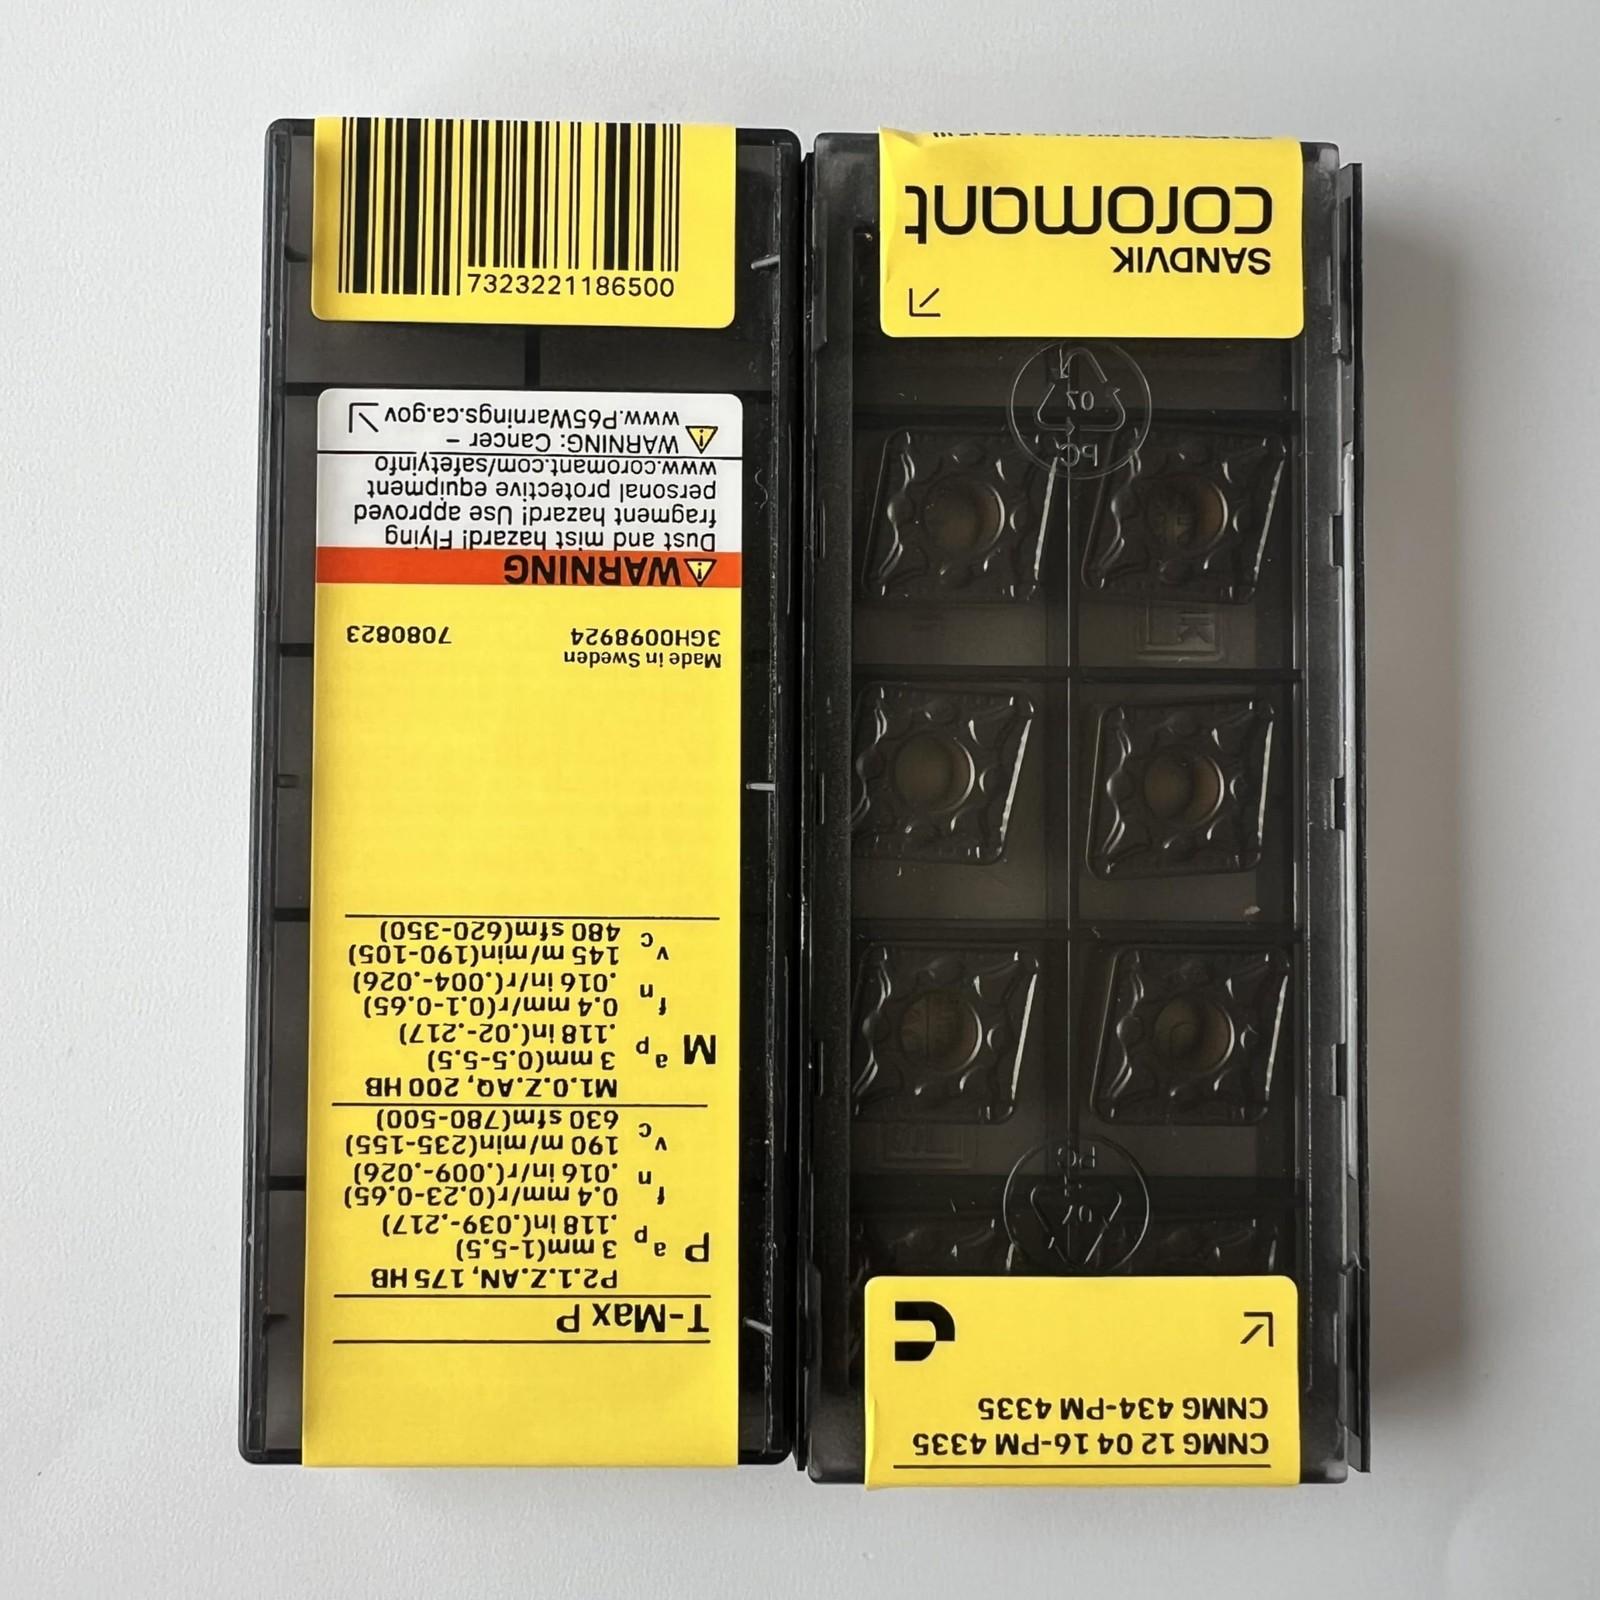 T-Max P
P2.1.Z.AN, 175 HB
P ap 3 mm(1-5.5)
.118 in(.039-.217)
fn 0.4 mm/r(0.23-0.65)
.016 in/r(.009-.026)
vc 190 m/min(235-155)
630 sfm(780-500)
M1.0.Z.AQ, 200 HB
M ap 3 mm(0.5-5.5)
.118 in(.02-.217)
fn 0.4 mm/r(0.1-0.65)
.016 in/r(.004-.026)
vc 145 m/min(190-105)
480 sfm(620-350)
Made in Sweden
3GH0098924 7080823
WARNING
Dust and mist hazard! Flying
fragment hazard! Use approved
personal protective equipment
www.coromant.com/safetyinfo
WARNING: Cancer –
www.P65Warnings.ca.gov
7323221186500
CNMG 12 04 16-PM 4335
CNMG 434-PM 4335
07
PC
07
PC
SANDVIK
coromant